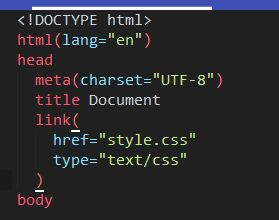 <!DOCTYPE html>
html(lang="en")
head
  meta(charset="UTF-8")
  title Document
  link(
    href="style.css"
    type="text/css"
  )
body